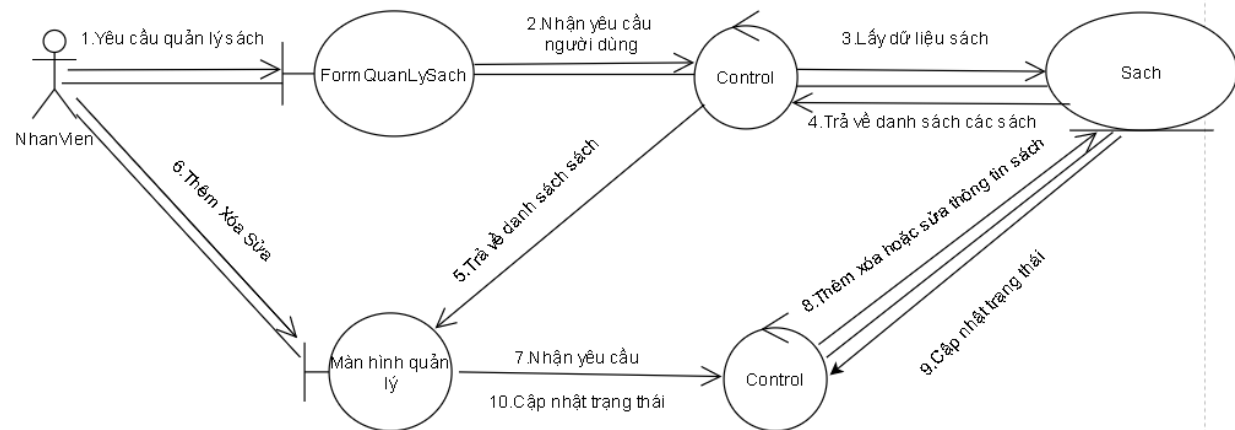 1.Yêu cầu quản lý sách
2.Nhận yêu cầu
người dùng
3.Lấy dữ liệu sách
FormQuanLySach
Control
Sach
NhanVien
4.Trả về danh sách các sách
6.Thêm Xóa Sửa
5.Trả về danh sách sách
8.Thêm xóa hoặc sửa thông tin sách
9.Cập nhật trạng thái
Màn hình quản
lý
7.Nhận yêu cầu
10.Cập nhật trạng thái
Control